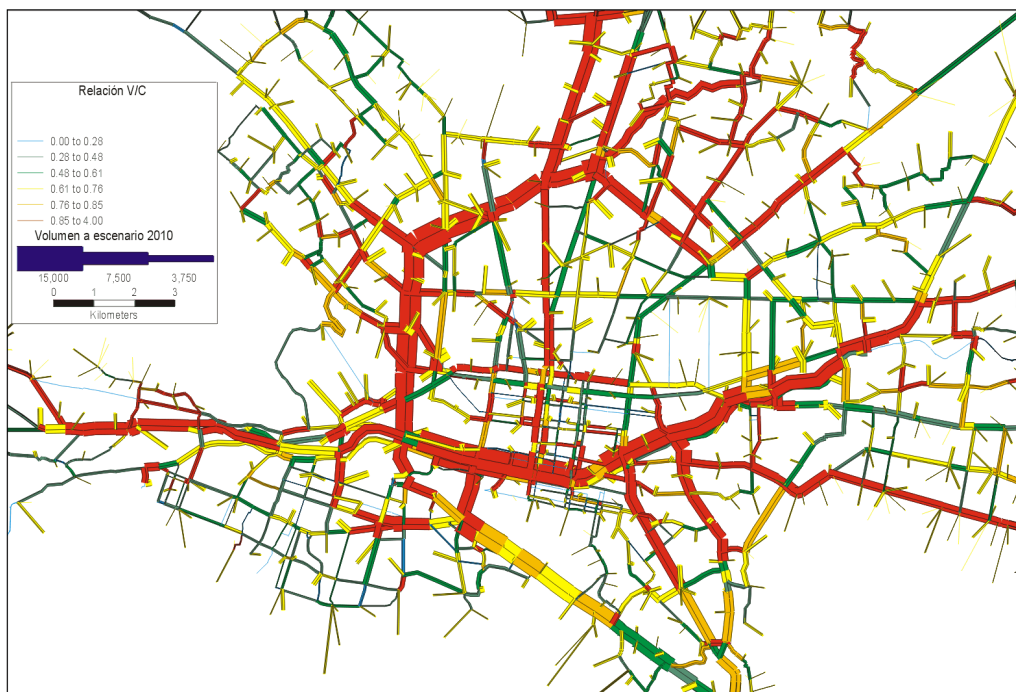 Relación V/C
0.00 to 0.28
0.28 to 0.48
0.48 to 0.61
0.61 to 0.76
0.76 to 0.85
0.85 to 4.00
Volumen a escenario 2010
15,000 7,500 3,750
0 1 2 3
Kilometers